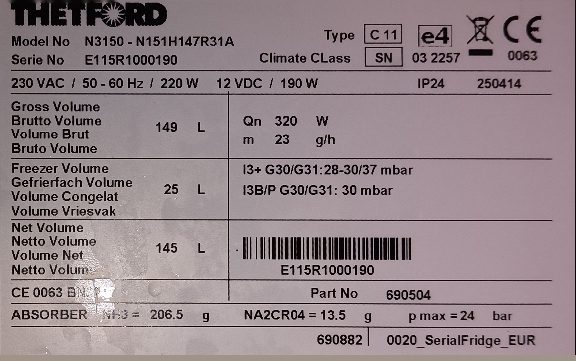 THETFORD
Model No N3150 - N151H147R31A Type C 11 e4 CE
Serie No E115R1000190 Climate CLass SN 03 2257 0063
230 VAC / 50 - 60 Hz / 220 W 12 VDC / 190 W IP24 250414
Gross Volume
Brutto Volume
Volume Brut
Bruto Volume
149 L
Qn 320 W
m 23 g/h
Freezer Volume
Gefrierfach Volume
Volume Congelat
Volume Vriesvak
25 L
I3+ G30/G31:28-30/37 mbar
I3B/P G30/G31: 30 mbar
Net Volume
Netto Volume
Volume Net
Netto Volum
145 L
E115R1000190
CE 0063 Part No 690504
ABSORBER = 206.5 g NA2CR04 = 13.5 g p max = 24 bar
690882 0020_SerialFridge_EUR